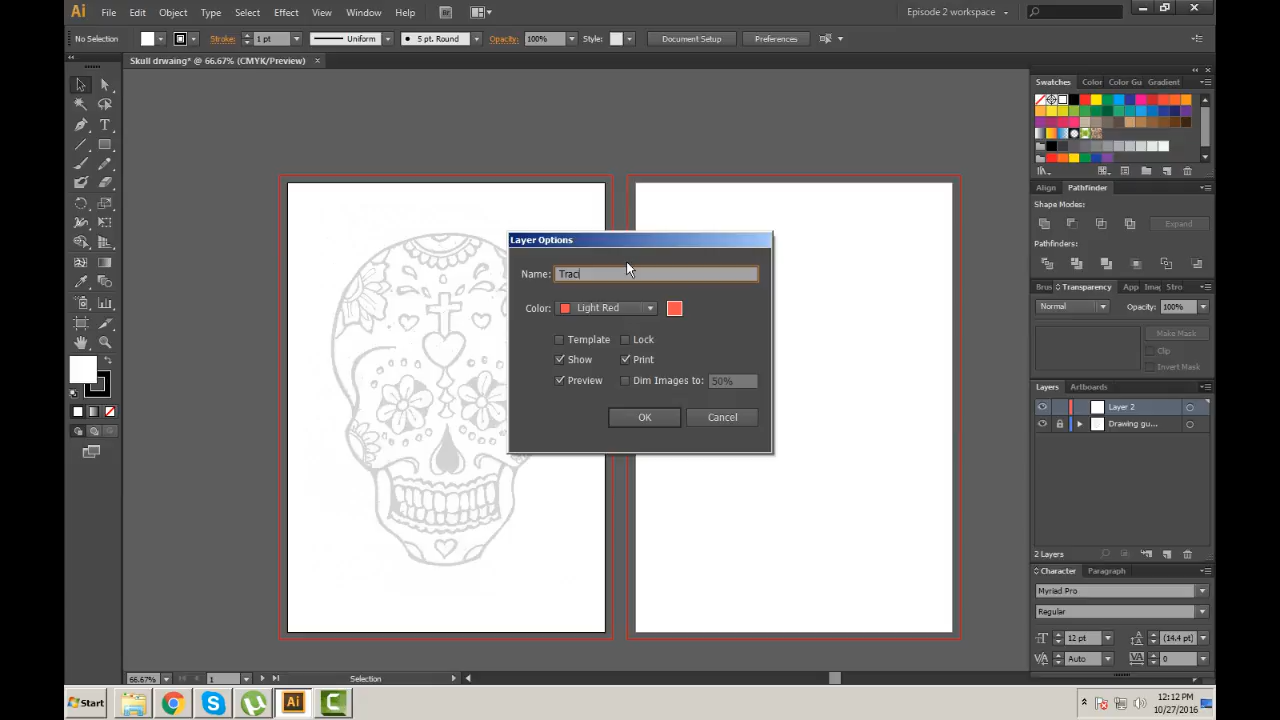 Ai File Edit Object Type Select Effect View Window Help Br Episode 2 workspace
No Selection Stroke: 1 pt Uniform 5 pt. Round Opacity: 100% Style: Document Setup Preferences
Skull drwaing* @ 66.67% (CMYK/Preview) ×
Swatches Color Color Gu Gradient
Align Pathfinder
Shape Modes:
Expand
Pathfinders:
Brus Transparency App Imag Stro
Normal Opacity: 100%
Make Mask
Clip
Invert Mask
Layers Artboards
Layer 2
Drawing gu...
2 Layers
Character Paragraph
Myriad Pro
Regular
12 pt (14.4 pt)
Auto 0
Layer Options
Name: Traci
Color: Light Red
Template Lock
Show Print
Preview Dim Images to: 50%
OK Cancel
66.67% 1 Selection
Start Ai 12:12 PM
10/27/2016